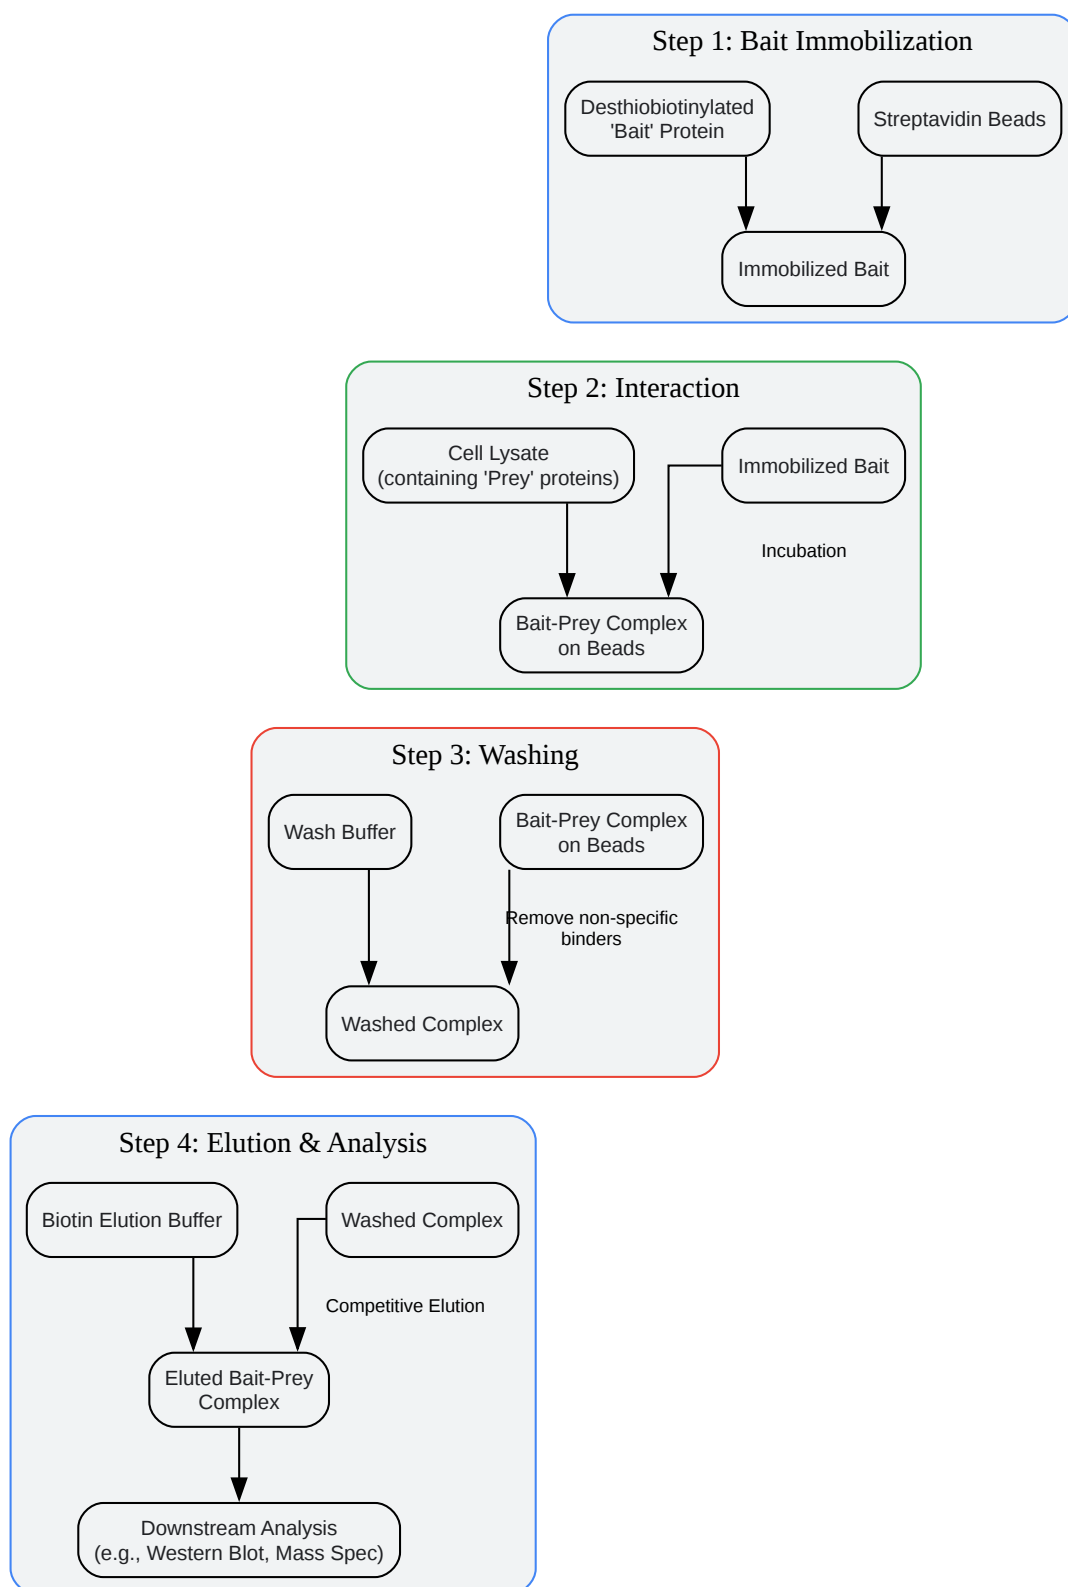 Step 1: Bait Immobilization
Desthiobiotinylated
'Bait' Protein
Streptavidin Beads
Immobilized Bait
Step 2: Interaction
Cell Lysate
(containing 'Prey' proteins)
Immobilized Bait
Incubation
Bait-Prey Complex
on Beads
Step 3: Washing
Wash Buffer
Bait-Prey Complex
on Beads
Remove non-specific
binders
Washed Complex
Step 4: Elution & Analysis
Biotin Elution Buffer
Washed Complex
Competitive Elution
Eluted Bait-Prey
Complex
Downstream Analysis
(e.g., Western Blot, Mass Spec)